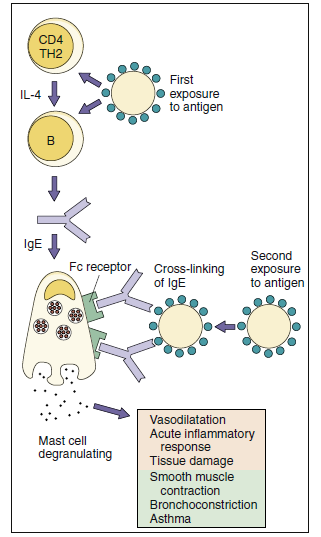 CD4
TH2
First
exposure
to antigen
IL-4
B
IgE
Fc receptor
Cross-linking
of IgE
Second
exposure
to antigen
Mast cell
degranulating
Vasodilatation
Acute inflammatory
response
Tissue damage
Smooth muscle
contraction
Bronchoconstriction
Asthma